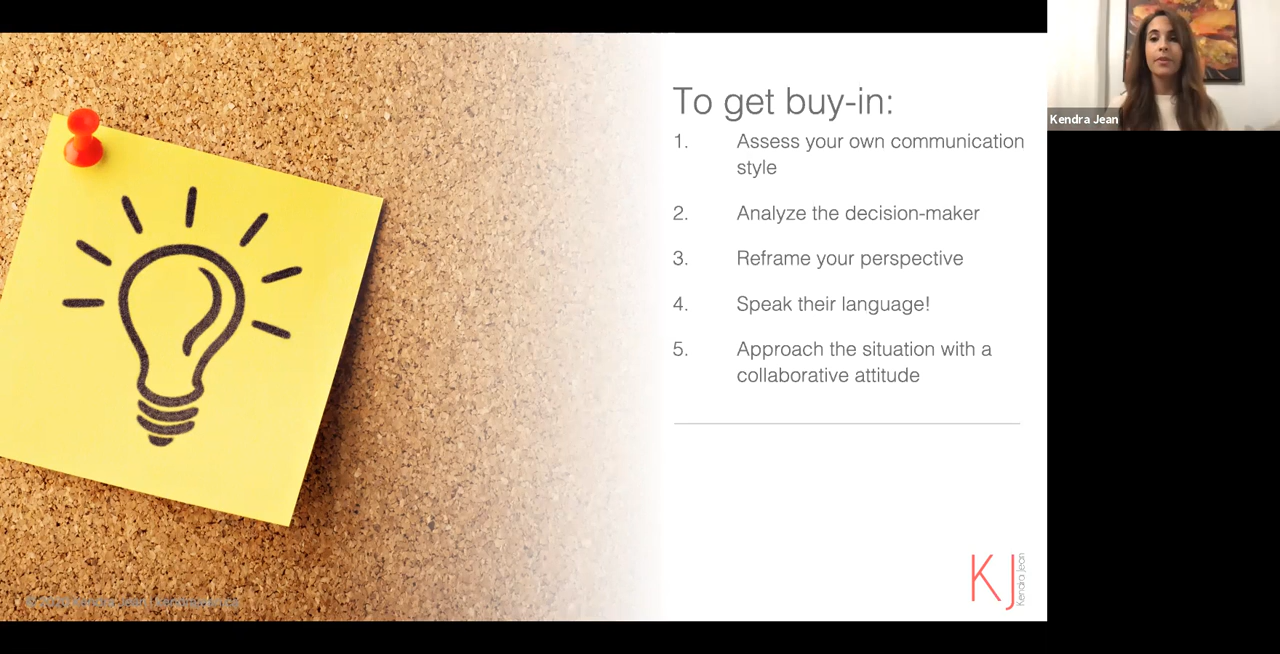 Kendra Jean
To get buy-in:
1. Assess your own communication
style
2. Analyze the decision-maker
3. Reframe your perspective
4. Speak their language!
5. Approach the situation with a
collaborative attitude
KJ
Kendra Jean